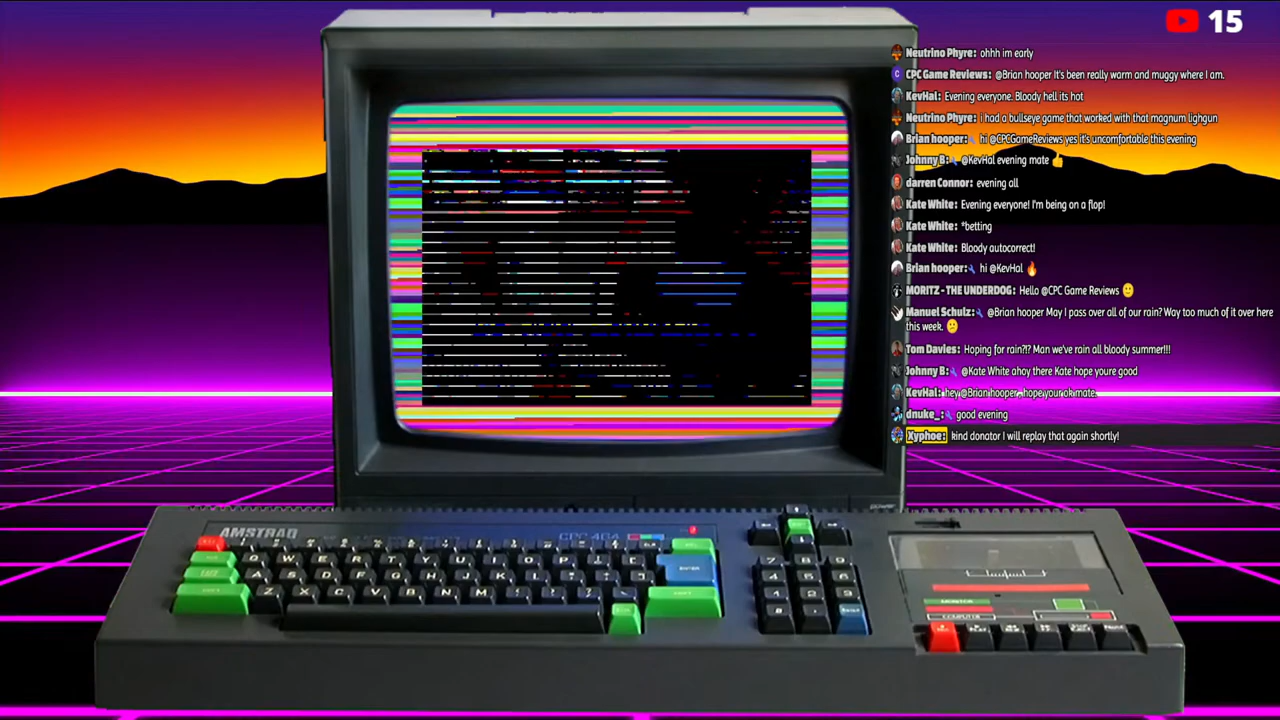 15
Neutrino Phyre: ohhh im early
CPC Game Reviews: @Brian hooper It's been really warm and muggy where I am.
KevHal: Evening everyone. Bloody hell its hot
Neutrino Phyre: i had a bullseye game that worked with that magnum lighgun
Brian hooper: hi @CPCGameReviews yes it's uncomfortable this evening
Johnny B: @KevHal evening mate 👍
darren Connor: evening all
Kate White: Evening everyone! I'm being on a flop!
Kate White: *betting
Kate White: Bloody autocorrect!
Brian hooper: hi @KevHal 🔥
MORITZ - THE UNDERDOG: Hello @CPC Game Reviews 🙂
Manuel Schulz: @Brian hooper May I pass over all of our rain? Way too much of it over here
this week. 🙁
Tom Davies: Hoping for rain?!? Man we've rain all bloody summer!!!
Johnny B: @Kate White ahoy there Kate hope youre good
KevHal: hey @Brian hooper, hope your ok mate.
dnuke_: good evening
Xyphoe: kind donator I will replay that again shortly!
power
AMSTRAD
CPC 464
Q W E R T Y U I O P
A S D F G H J K L
Z X C V B N M
ENTER
MONITOR
COMPUTER